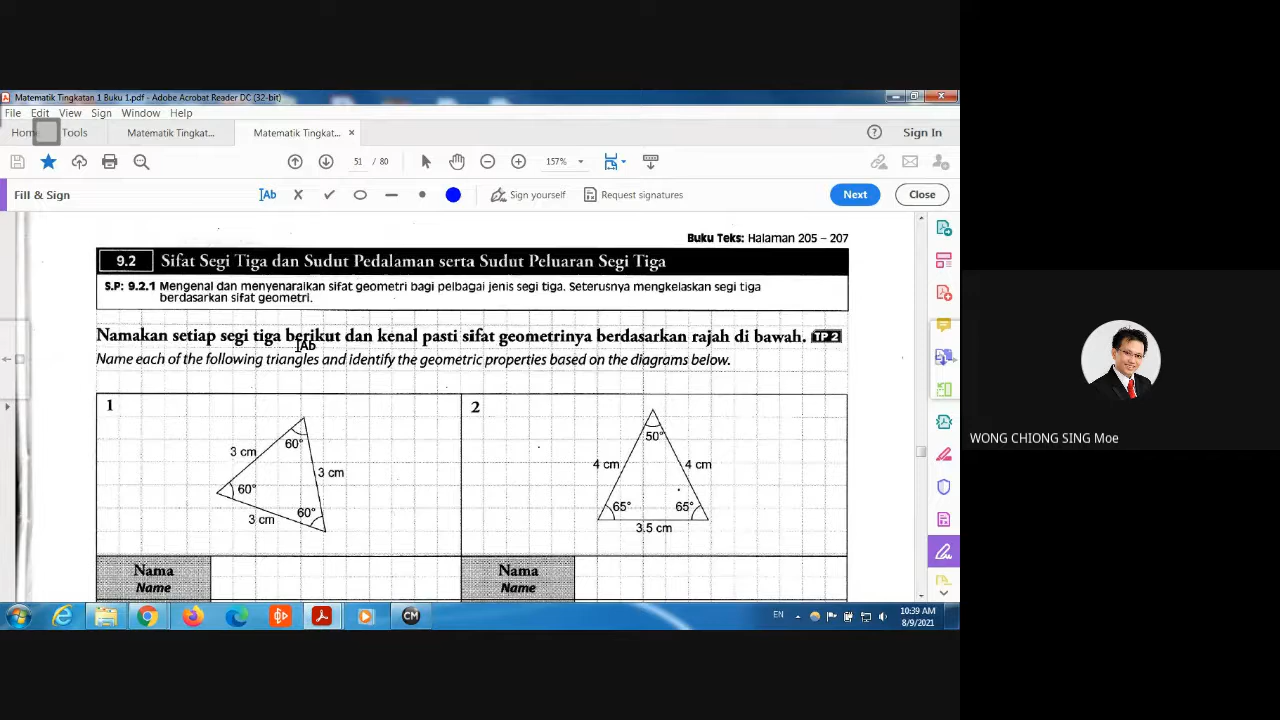 Matematik Tingkatan 1 Buku 1.pdf - Adobe Acrobat Reader DC (32-bit)
File Edit View Sign Window Help
Home Tools Matematik Tingkat... Matematik Tingkat... × Sign In
51 / 80 157%
Fill & Sign Ab Sign yourself Request signatures Next Close
Buku Teks: Halaman 205 – 207
9.2 Sifat Segi Tiga dan Sudut Pedalaman serta Sudut Peluaran Segi Tiga
S.P: 9.2.1 Mengenal dan menyenaraikan sifat geometri bagi pelbagai jenis segi tiga. Seterusnya mengkelaskan segi tiga
berdasarkan sifat geometri.
Namakan setiap segi tiga berikut dan kenal pasti sifat geometrinya berdasarkan rajah di bawah. TP 2
Ab
Name each of the following triangles and identify the geometric properties based on the diagrams below.
1
60°
3 cm
3 cm
60°
60°
3 cm
2
50°
4 cm 4 cm
65° 65°
3.5 cm
Nama
Name
Nama
Name
WONG CHIONG SING Moe
CM
EN
10:39 AM
8/9/2021